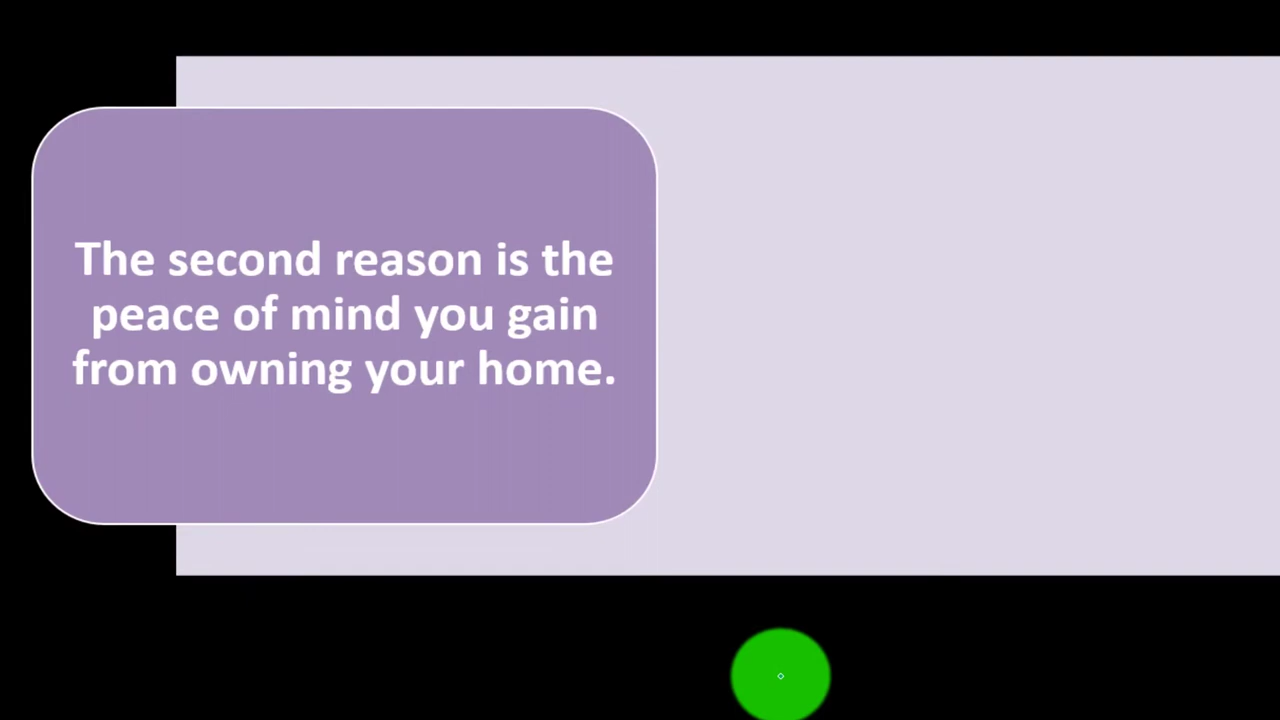 The second reason is the
peace of mind you gain
from owning your home.